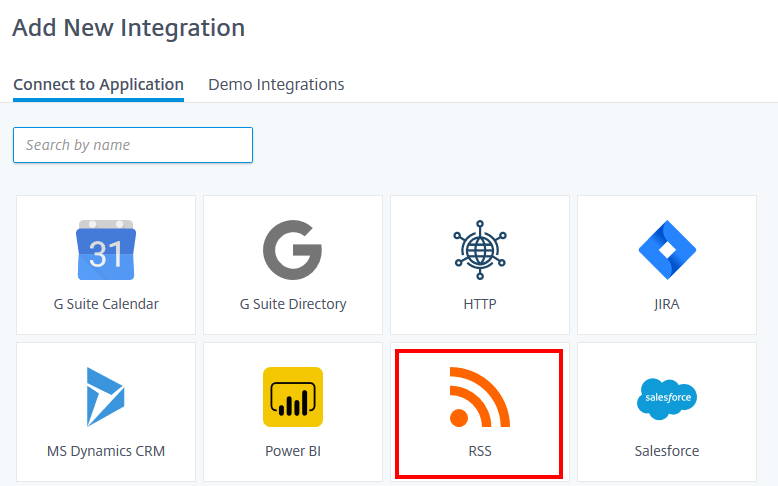 Add New Integration
Connect to Application Demo Integrations
Search by name
31
G Suite Calendar
G Suite Directory
HTTP
JIRA
MS Dynamics CRM
Power BI
RSS
salesforce
Salesforce